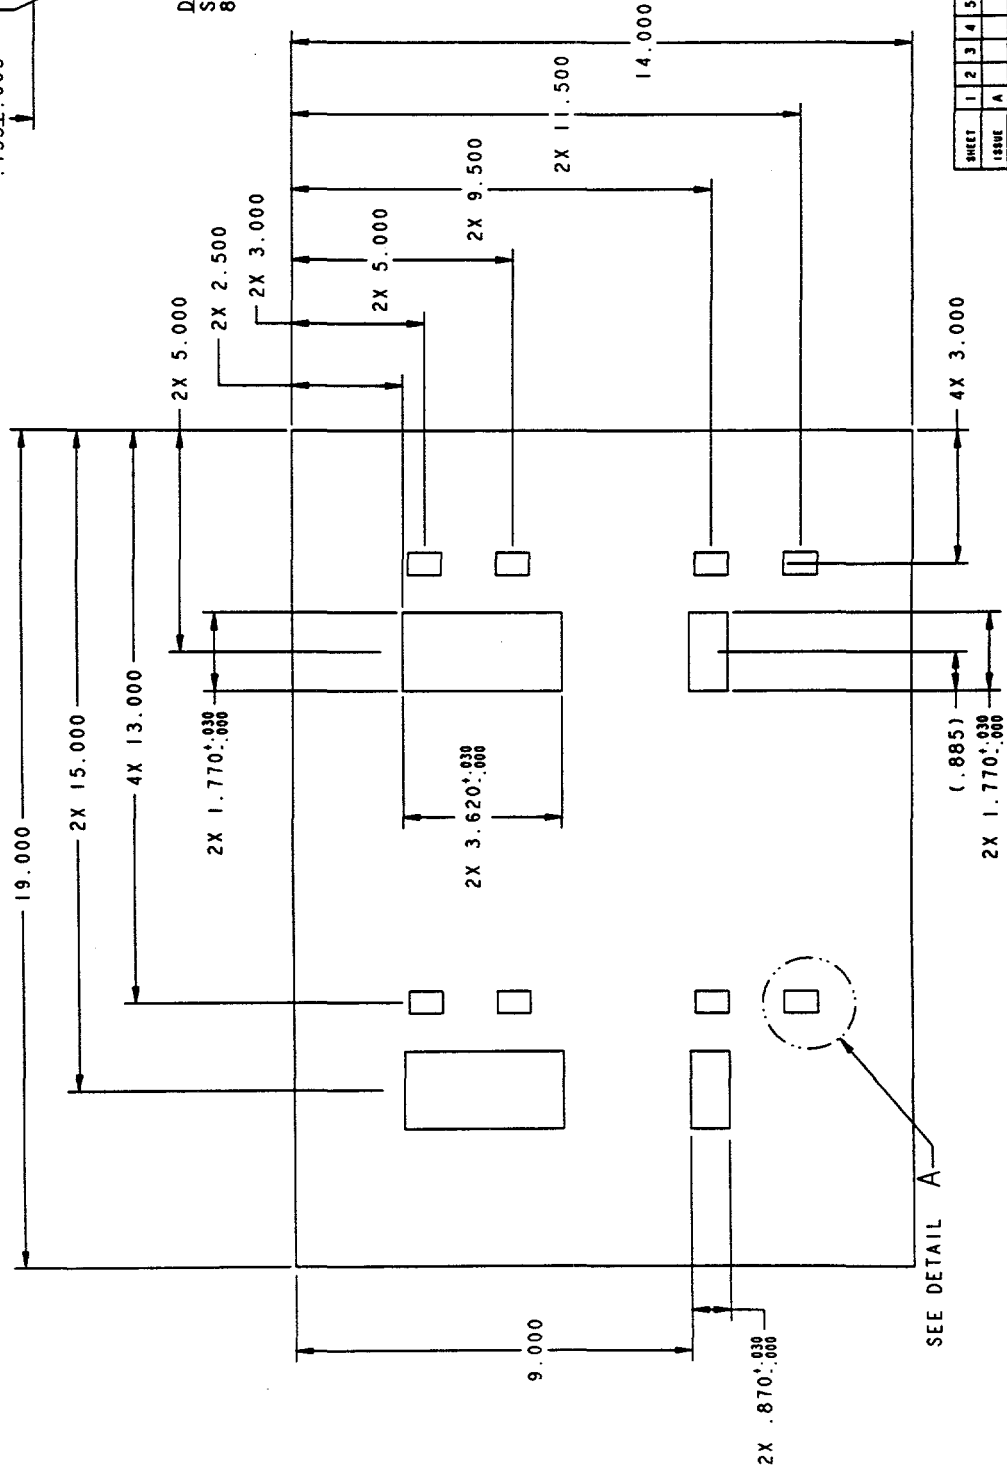 19.000
2X 15.000
4X 13.000
2X 5.000
2X 1.770 +.030 -.000
2X 2.500
2X 3.000
2X 5.000
2X 9.500
2X 11.500
14.000
2X 3.620 +.030 -.000
9.000
2X .870 +.030 -.000
SEE DETAIL A
4X 3.000
(.885)
2X 1.770 +.030 -.000
SHEET 1 2 3 4 5
ISSUE A